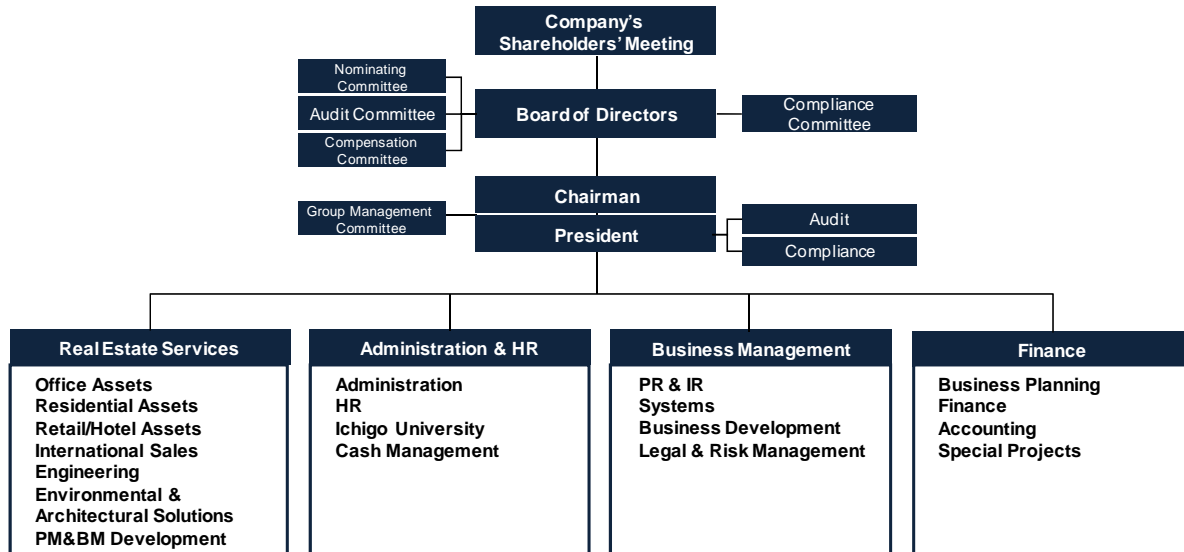 Company's
Shareholders' Meeting
Nominating
Committee
Audit Committee
Compensation
Committee
Board of Directors
Compliance
Committee
Chairman
President
Group Management
Committee
Audit
Compliance
Real Estate Services
Office Assets
Residential Assets
Retail/Hotel Assets
International Sales
Engineering
Environmental &
Architectural Solutions
PM&BM Development
Administration & HR
Administration
HR
Ichigo University
Cash Management
Business Management
PR & IR
Systems
Business Development
Legal & Risk Management
Finance
Business Planning
Finance
Accounting
Special Projects